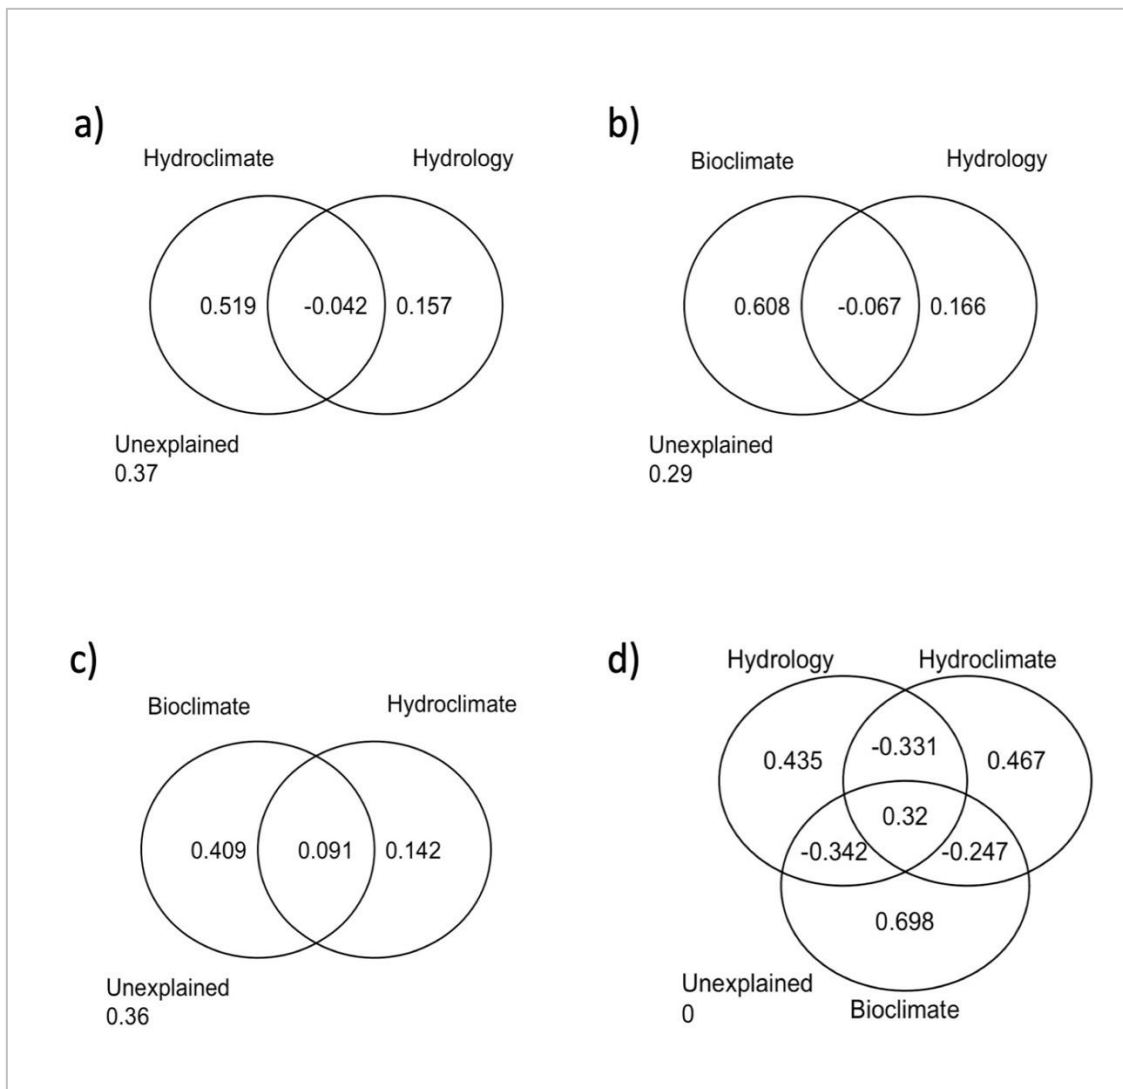 a)
Hydroclimate Hydrology
0.519 -0.042 0.157
Unexplained
0.37
b)
Bioclimate Hydrology
0.608 -0.067 0.166
Unexplained
0.29
c)
Bioclimate Hydroclimate
0.409 0.091 0.142
Unexplained
0.36
d)
Hydrology Hydroclimate
0.435 -0.331 0.467
0.32
-0.342 -0.247
0.698
Unexplained
0
Bioclimate